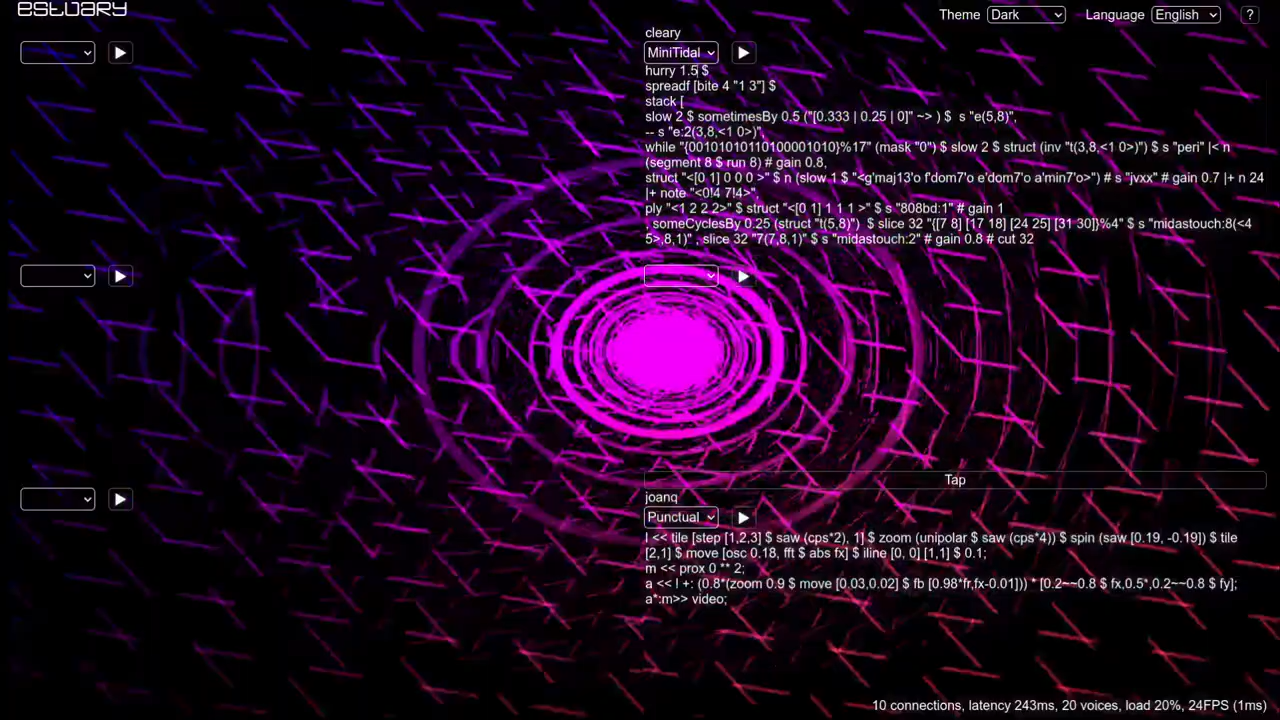 estuary
Theme Dark Language English ?
cleary
MiniTidal
hurry 1.5 $
spreadf [bite 4 "1 3"] $
stack [
slow 2 $ sometimesBy 0.5 ("[0.333 | 0.25 | 0]" ~> ) $  s "e(5,8)",
-- s "e:2(3,8,<1 0>)",
while "{00101010110100001010}%17" (mask "0") $ slow 2 $ struct (inv "t(3,8,<1 0>)") $ s "peri" |< n
(segment 8 $ run 8) # gain 0.8,
struct "<[0 1] 0 0 0 >" $ n (slow 1 $ "<g'maj13'o f'dom7'o e'dom7'o a'min7'o>") # s "jvxx" # gain 0.7 |+ n 24
|+ note "<0!4 7!4>",
ply "<1 2 2 2>" $ struct "<[0 1] 1 1 1 >" $ s "808bd:1" # gain 1
, someCyclesBy 0.25 (struct "t(5,8)")  $ slice 32 "{[7 8] [17 18] [24 25] [31 30]}%4" $ s "midastouch:8(<4
5>,8,1)" , slice 32 "7(7,8,1)" $ s "midastouch:2" # gain 0.8 # cut 32
Tap
joanq
Punctual
l << tile [step [1,2,3] $ saw (cps*2), 1] $ zoom (unipolar $ saw (cps*4)) $ spin (saw [0.19, -0.19]) $ tile
[2,1] $ move [osc 0.18, fft $ abs fx] $ iline [0, 0] [1,1] $ 0.1;
m << prox 0 ** 2;
a << l +: (0.8*(zoom 0.9 $ move [0.03,0.02] $ fb [0.98*fr,fx-0.01])) * [0.2~~0.8 $ fx,0.5*,0.2~~0.8 $ fy];
a*:m>> video;
10 connections, latency 243ms, 20 voices, load 20%, 24FPS (1ms)